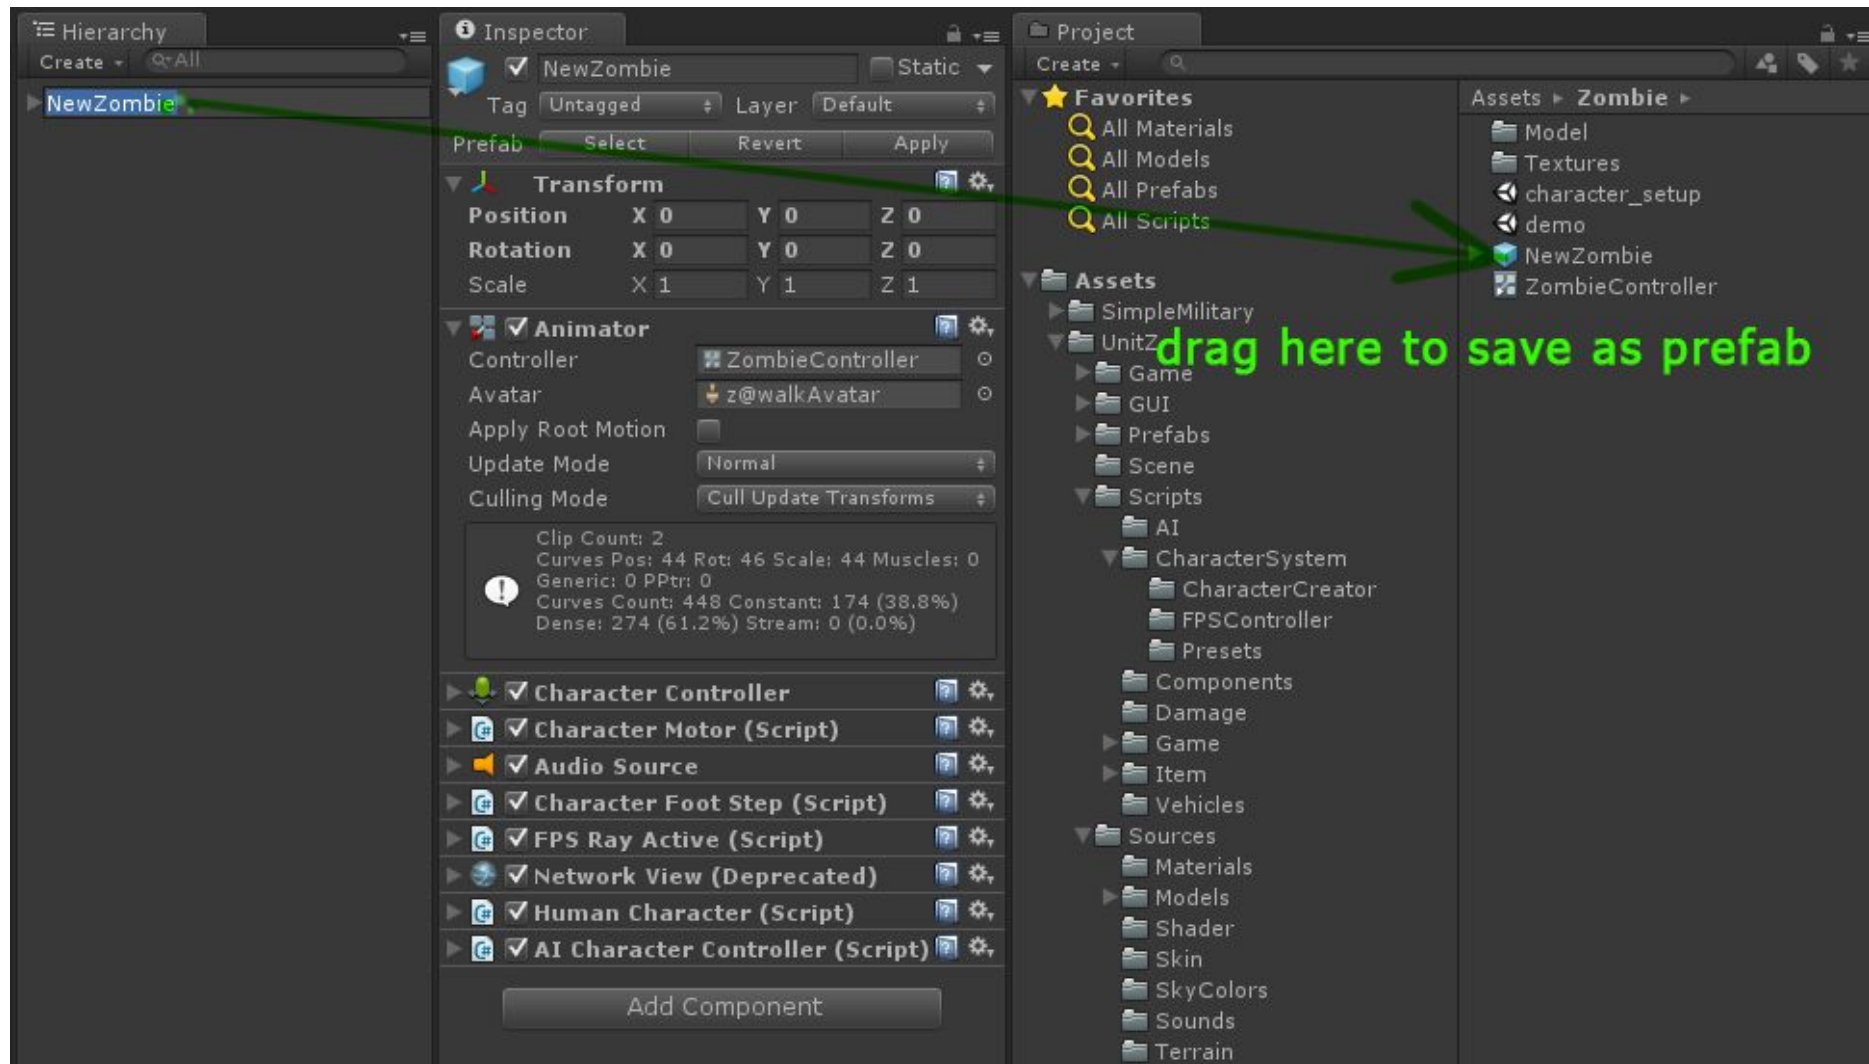 Hierarchy
Create
All
NewZombie
Inspector
NewZombie
Static
Tag Untagged Layer Default
Prefab Select Revert Apply
Transform
Position X 0 Y 0 Z 0
Rotation X 0 Y 0 Z 0
Scale X 1 Y 1 Z 1
Animator
Controller ZombieController
Avatar z@walkAvatar
Apply Root Motion
Update Mode Normal
Culling Mode Cull Update Transforms
Clip Count: 2
Curves Pos: 44 Rot: 46 Scale: 44 Muscles: 0
Generic: 0 PPtr: 0
Curves Count: 448 Constant: 174 (38.8%)
Dense: 274 (61.2%) Stream: 0 (0.0%)
Character Controller
Character Motor (Script)
Audio Source
Character Foot Step (Script)
FPS Ray Active (Script)
Network View (Deprecated)
Human Character (Script)
AI Character Controller (Script)
Add Component
Project
Create
Favorites
All Materials
All Models
All Prefabs
All Scripts
Assets
SimpleMilitary
UnitZ
Game
GUI
Prefabs
Scene
Scripts
AI
CharacterSystem
CharacterCreator
FPSController
Presets
Components
Damage
Game
Item
Vehicles
Sources
Materials
Models
Shader
Skin
SkyColors
Sounds
Terrain
Assets ▸ Zombie ▸
Model
Textures
character_setup
demo
NewZombie
ZombieController
drag here to save as prefab